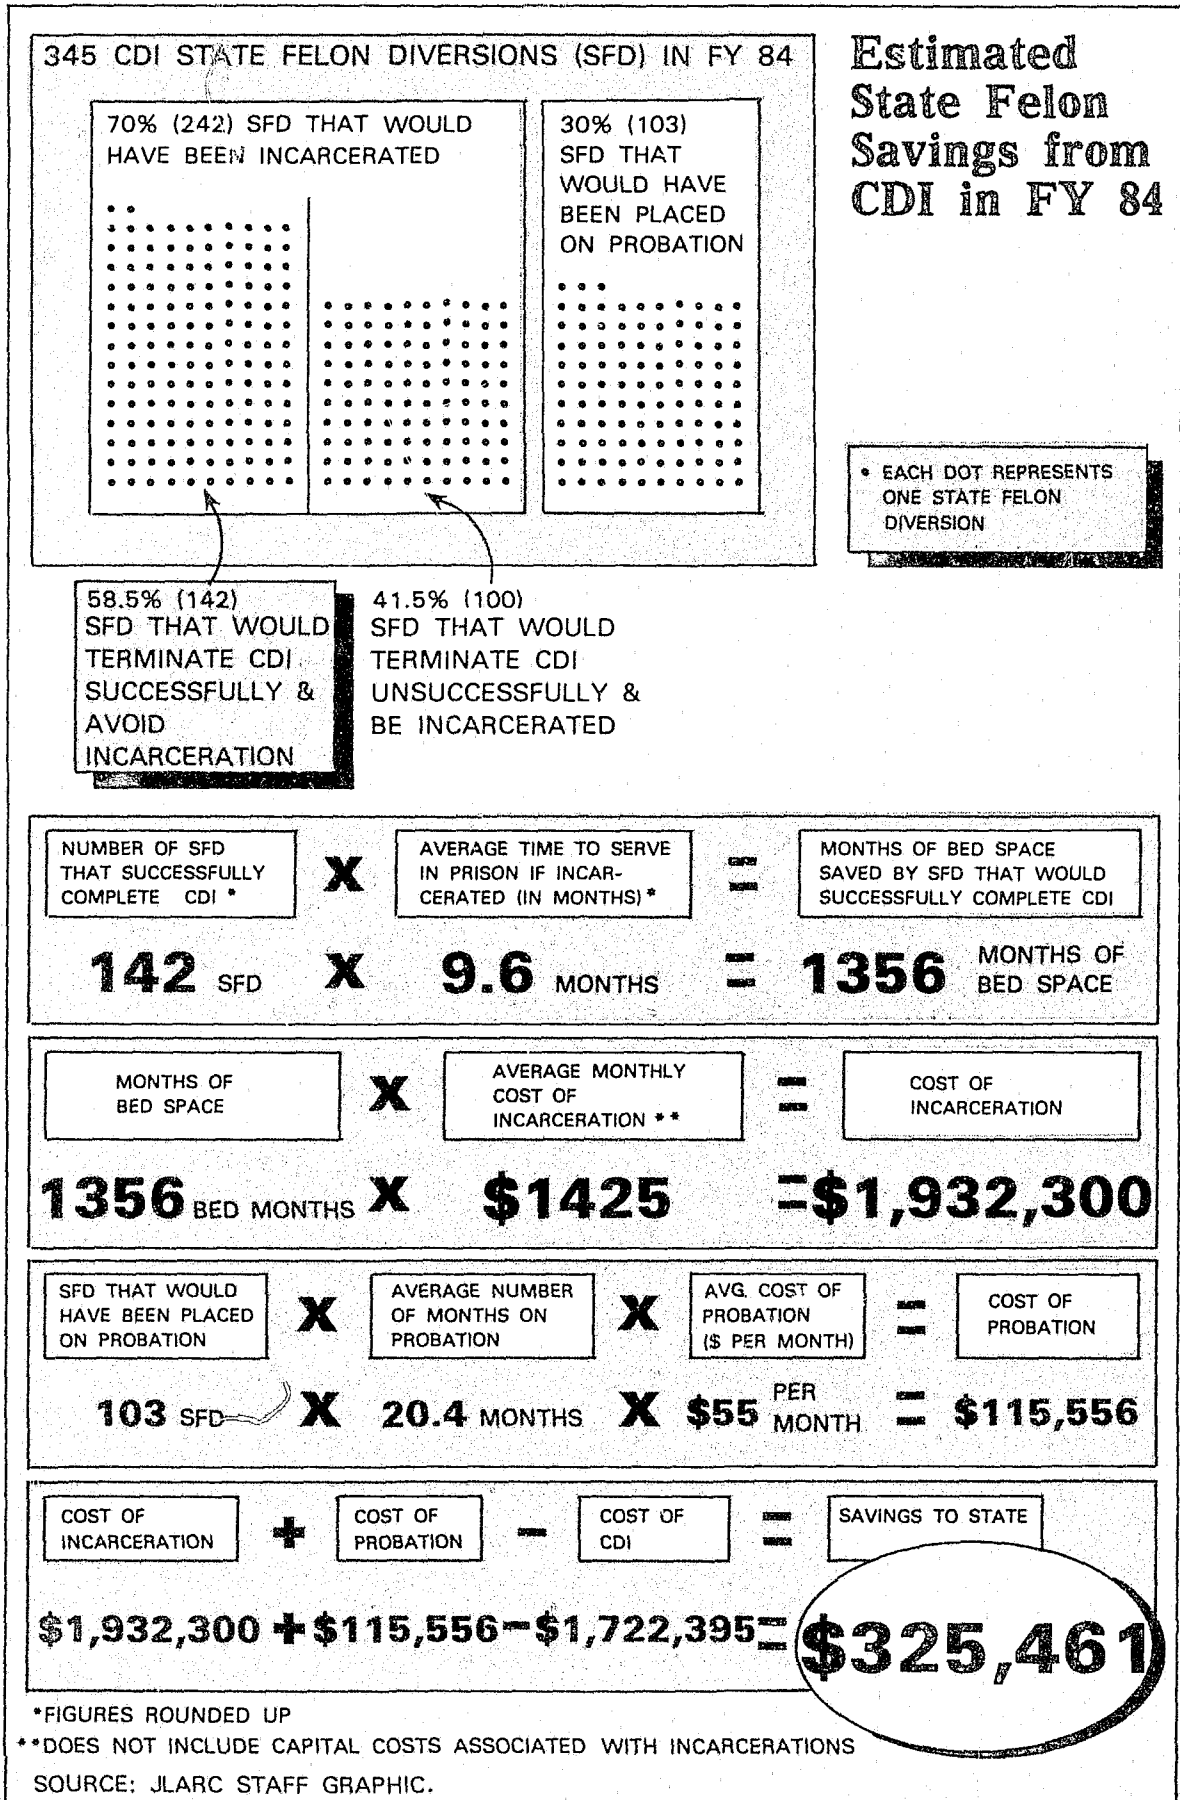 345 CDI STATE FELON DIVERSIONS (SFD) IN FY 84
Estimated
State Felon
Savings from
CDI in FY 84
70% (242) SFD THAT WOULD
HAVE BEEN INCARCERATED
30% (103)
SFD THAT
WOULD HAVE
BEEN PLACED
ON PROBATION
• EACH DOT REPRESENTS
ONE STATE FELON
DIVERSION
58.5% (142)
SFD THAT WOULD
TERMINATE CDI
SUCCESSFULLY &
AVOID
INCARCERATION
41.5% (100)
SFD THAT WOULD
TERMINATE CDI
UNSUCCESSFULLY &
BE INCARCERATED
NUMBER OF SFD
THAT SUCCESSFULLY
COMPLETE CDI *
X
AVERAGE TIME TO SERVE
IN PRISON IF INCAR-
CERATED (IN MONTHS) *
=
MONTHS OF BED SPACE
SAVED BY SFD THAT WOULD
SUCCESSFULLY COMPLETE CDI
142 SFD X 9.6 MONTHS = 1356 MONTHS OF
BED SPACE
MONTHS OF
BED SPACE
X
AVERAGE MONTHLY
COST OF
INCARCERATION **
=
COST OF
INCARCERATION
1356 BED MONTHS X $1425 =$1,932,300
SFD THAT WOULD
HAVE BEEN PLACED
ON PROBATION
X
AVERAGE NUMBER
OF MONTHS ON
PROBATION
X
AVG. COST OF
PROBATION
($ PER MONTH)
=
COST OF
PROBATION
103 SFD X 20.4 MONTHS X $55 PER
MONTH = $115,556
COST OF
INCARCERATION
+
COST OF
PROBATION
-
COST OF
CDI
=
SAVINGS TO STATE
$1,932,300 + $115,556 - $1,722,395 = $325,461
*FIGURES ROUNDED UP
**DOES NOT INCLUDE CAPITAL COSTS ASSOCIATED WITH INCARCERATIONS
SOURCE: JLARC STAFF GRAPHIC.